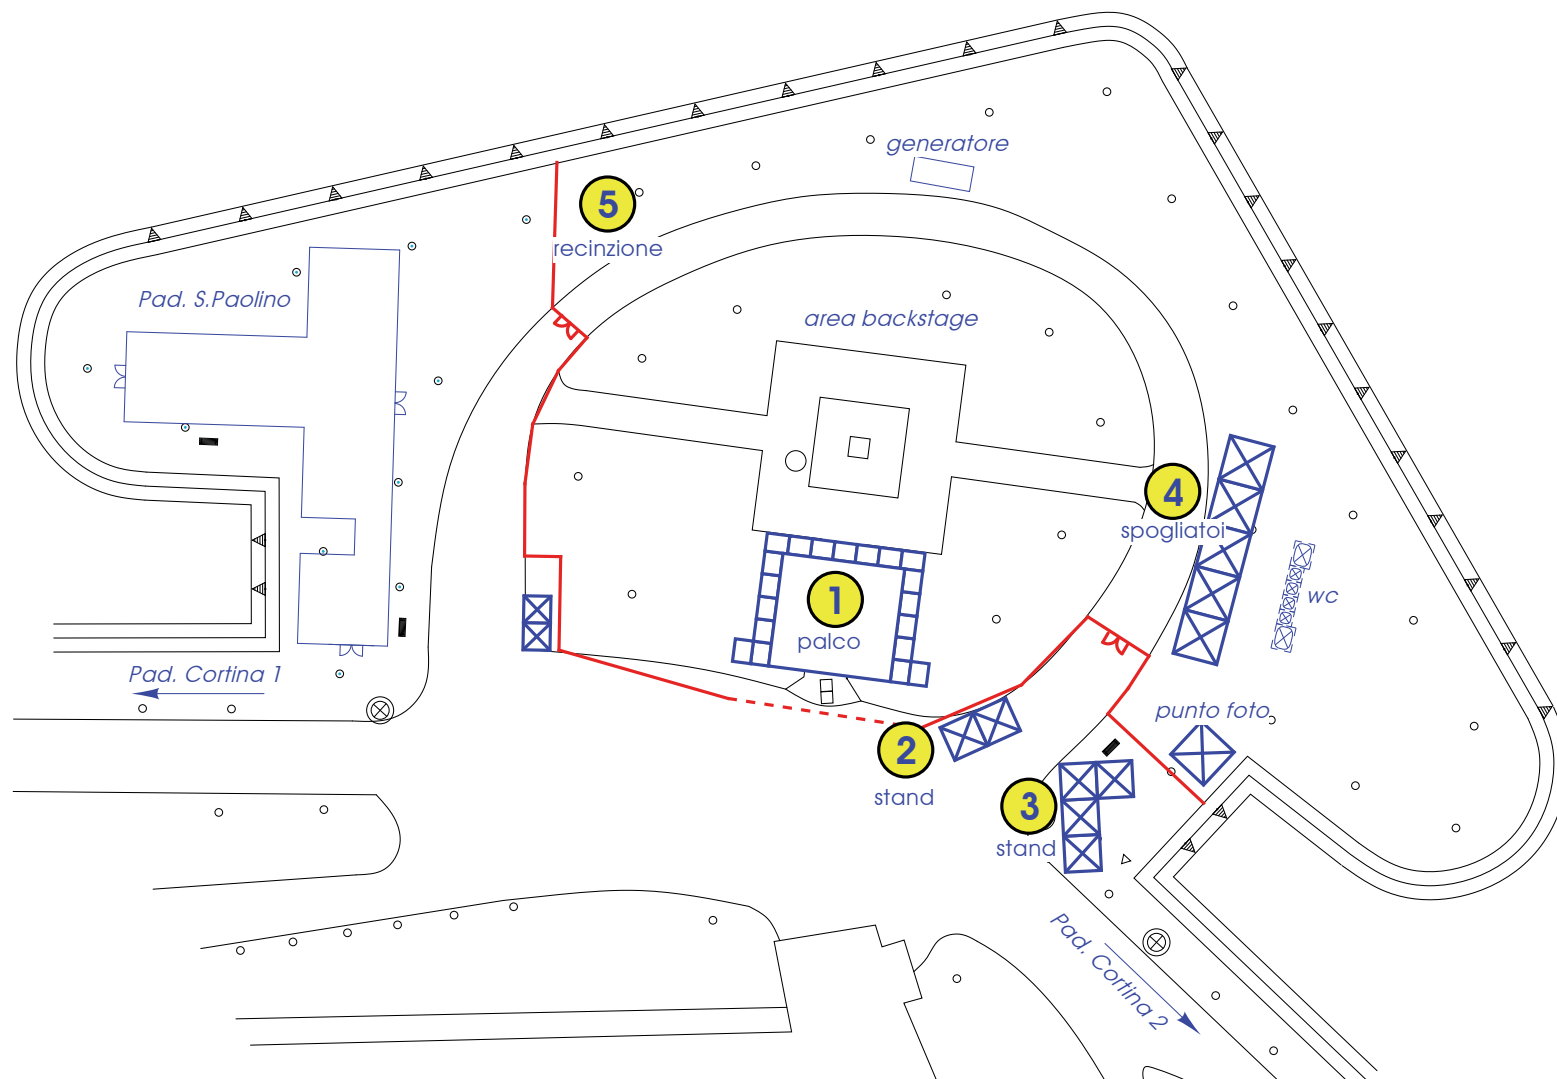 generatore
5
recinzione
Pad. S.Paolino
area backstage
4
spogliatoi
1
palco
wc
Pad. Cortina 1
punto foto
2
stand
3
stand
Pad. Cortina 2